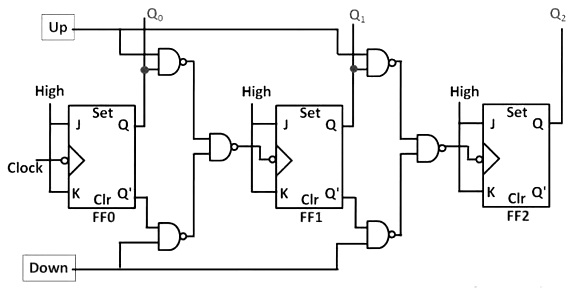 Up
Q₀
Q₁
Q₂
High
High
High
Set
Set
Set
J
Q
J
Q
J
Q
Clock
K
Q'
K
Q'
K
Q'
Clr
Clr
Clr
FF0
FF1
FF2
Down